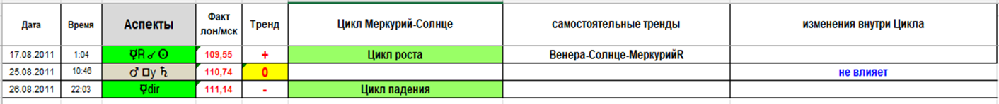 Дата Время Аспекты Факт лон/мск Тренд Цикл Меркурий-Солнце самостоятельные тренды изменения внутри Цикла
17.08.2011 1:04 ☿R☌☉ 109,55 + Цикл роста Венера-Солнце-МеркурийR
25.08.2011 10:46 ♂□у♄ 110,74 0 не влияет
26.08.2011 22:03 ☿dir 111,14 - Цикл падения